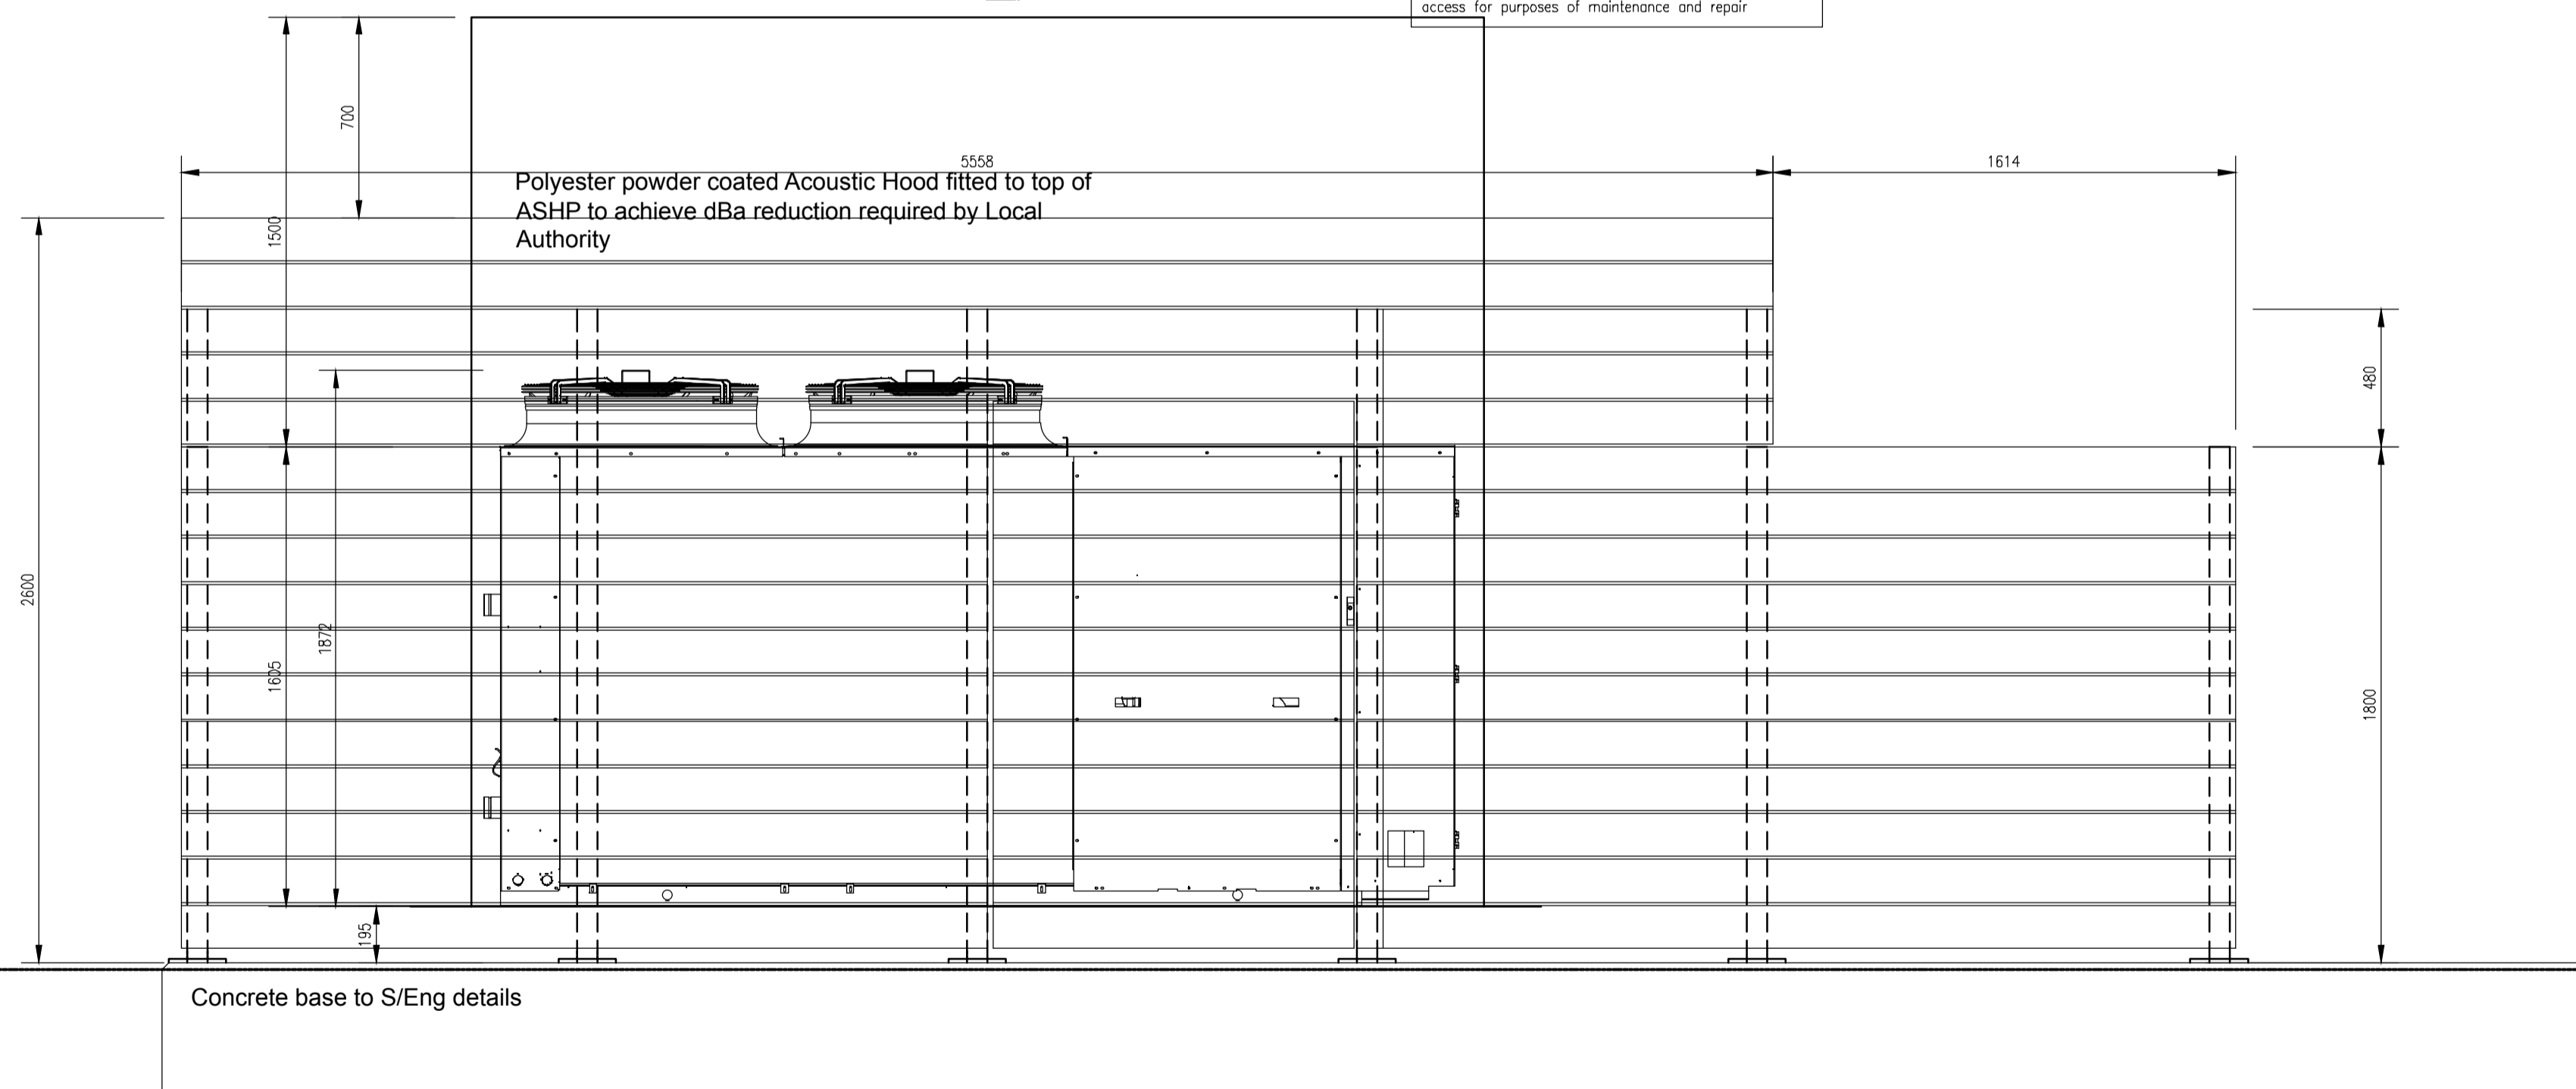 access for purposes of maintenance and repair
700
5558
1614
Polyester powder coated Acoustic Hood fitted to top of
ASHP to achieve dBa reduction required by Local
Authority
1500
480
2600
1872
1605
1800
195
Concrete base to S/Eng details